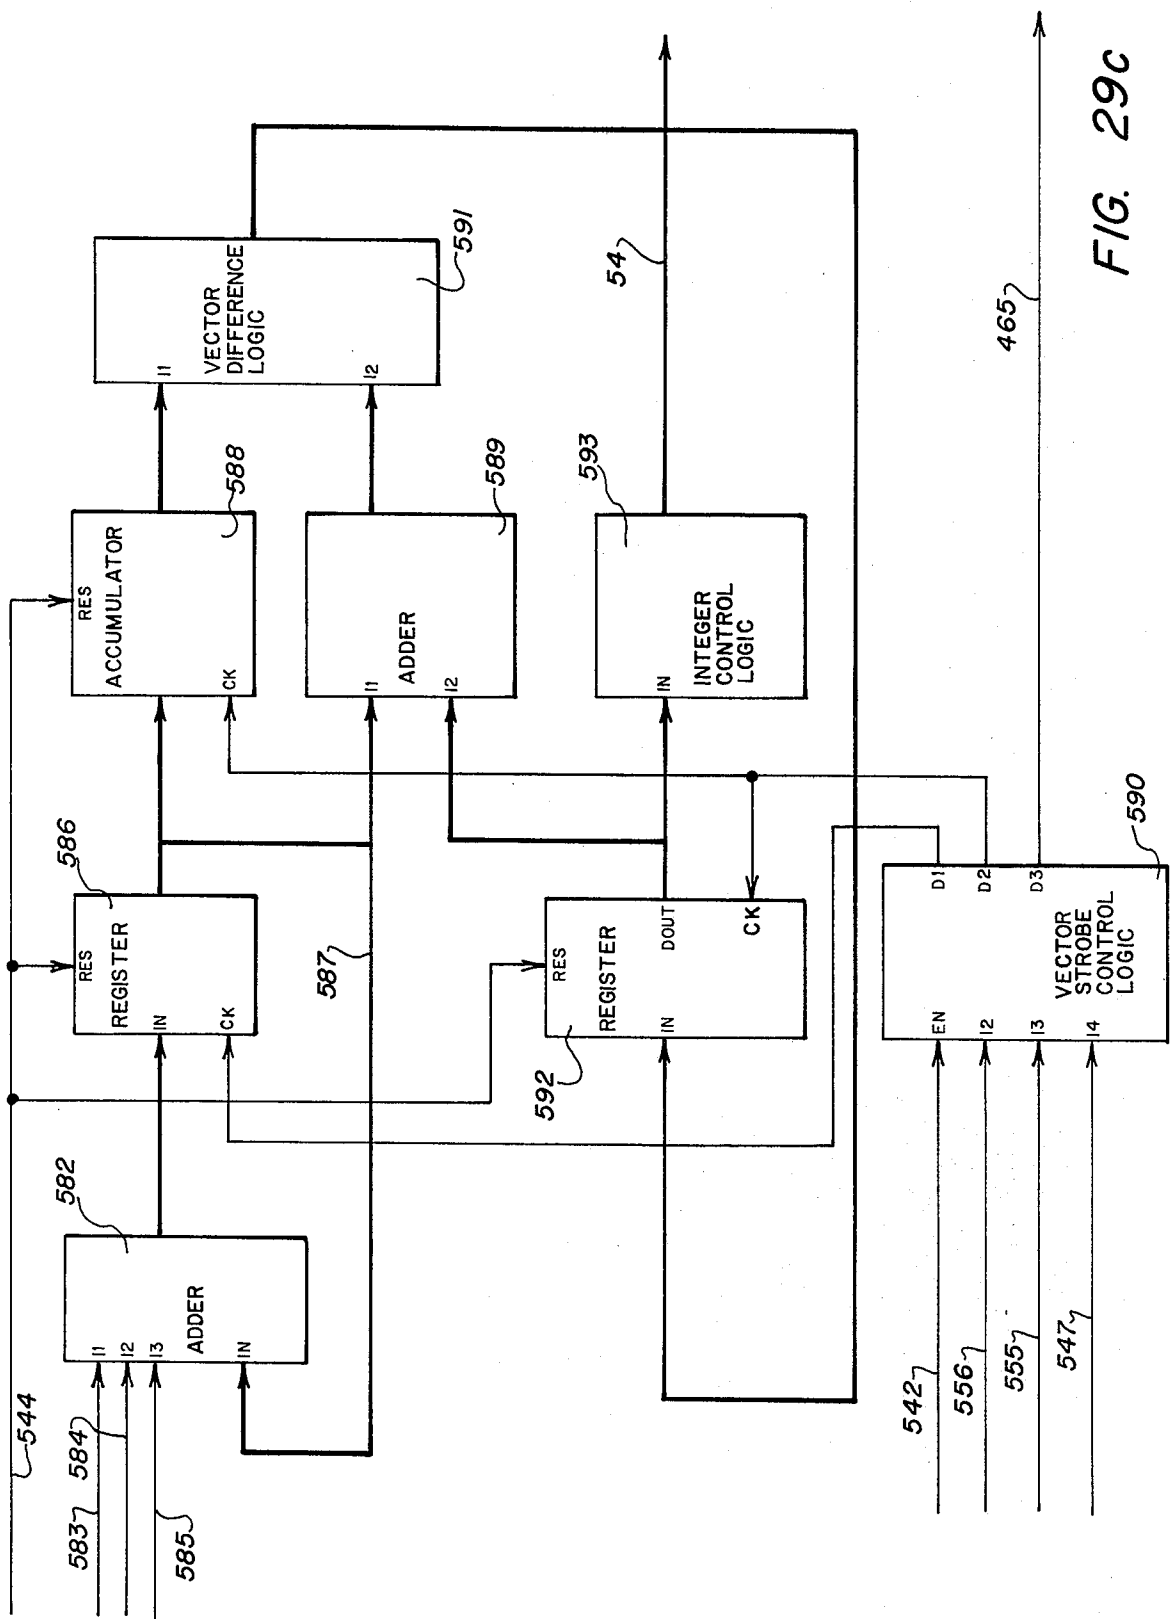 544
583
584
585
I1
I2
I3
IN
ADDER
582
RES
REGISTER
IN
CK
586
587
RES
ACCUMULATOR
CK
588
I1
I2
ADDER
589
I1
I2
VECTOR
DIFFERENCE
LOGIC
591
RES
REGISTER
IN
DOUT
CK
592
IN
INTEGER
CONTROL
LOGIC
593
54
542
556
555
547
EN
I2
I3
I4
VECTOR
STROBE
CONTROL
LOGIC
D1
D2
D3
590
465
FIG. 29c